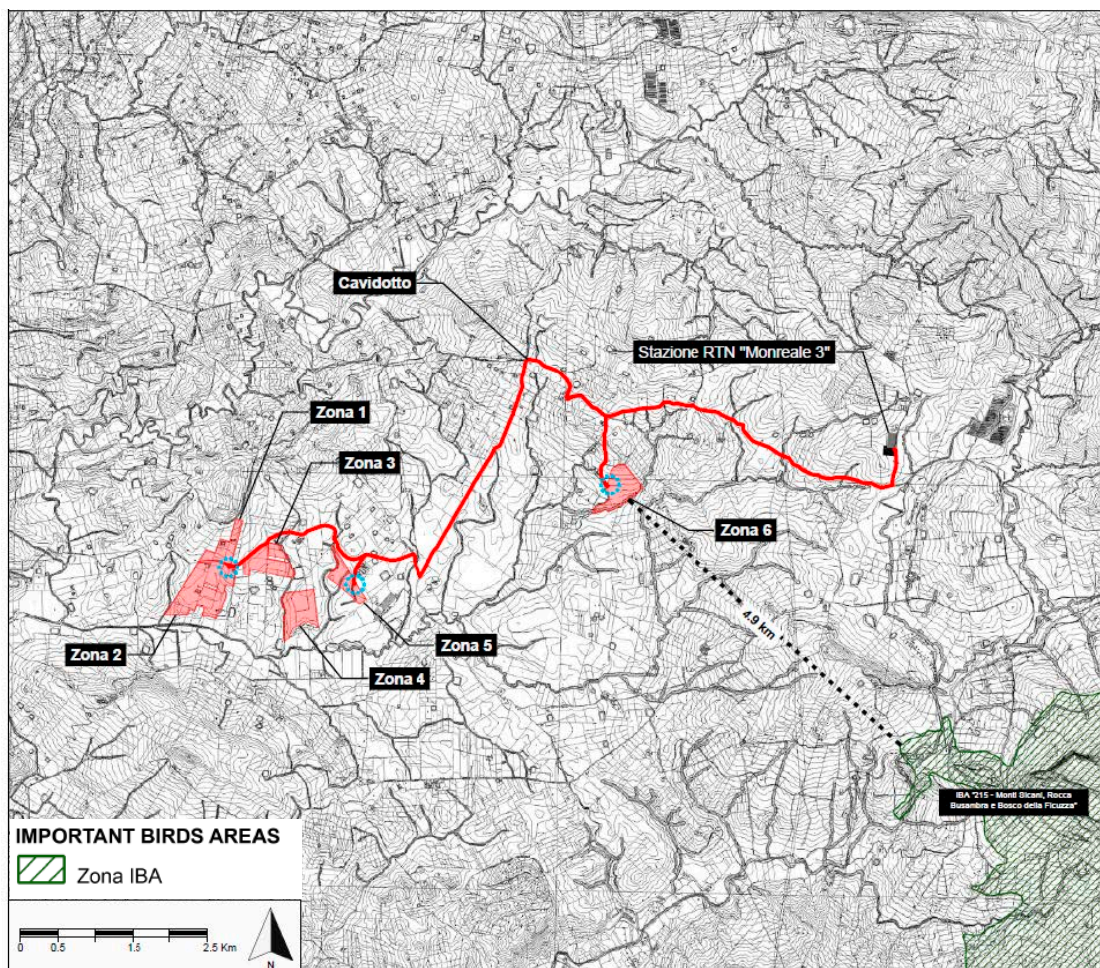 Cavidotto
Stazione RTN "Monreale 3"
Zona 1
Zona 3
Zona 6
4.9 km
Zona 5
Zona 2
Zona 4
IBA "215 - Monti Sicani, Rocca
Busambra e Bosco della Ficuzza"
IMPORTANT BIRDS AREAS
Zona IBA
0 0.5 1.5 2.5 Km
N